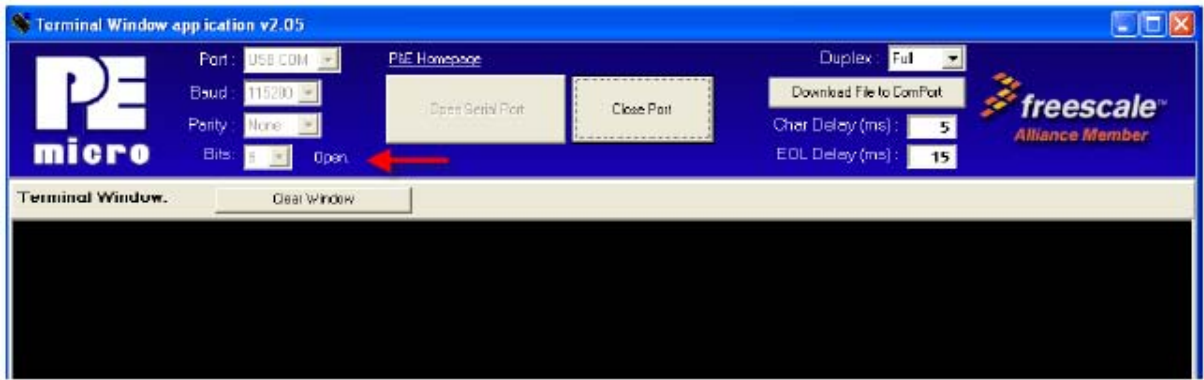 Terminal Window application v2.05
PE
micro
Port : USB COM
Baud : 115200
Parity : None
Bits: 8
Open.
P&E Homepage
Open Serial Port
Close Port
Duplex : Full
Download File to ComPort
Char Delay (ms) : 5
EOL Delay (ms) : 15
freescale™
Alliance Member
Terminal Window.
Clear Window